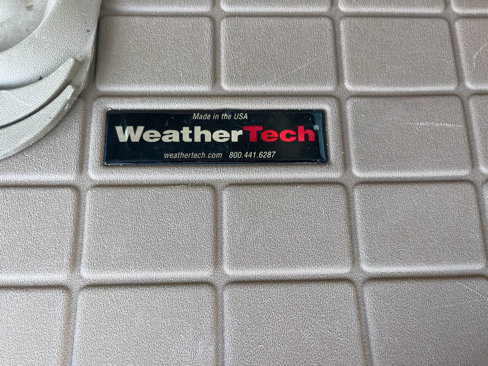 Made in the USA
WeatherTech®
weathertech.com 800.441.6287